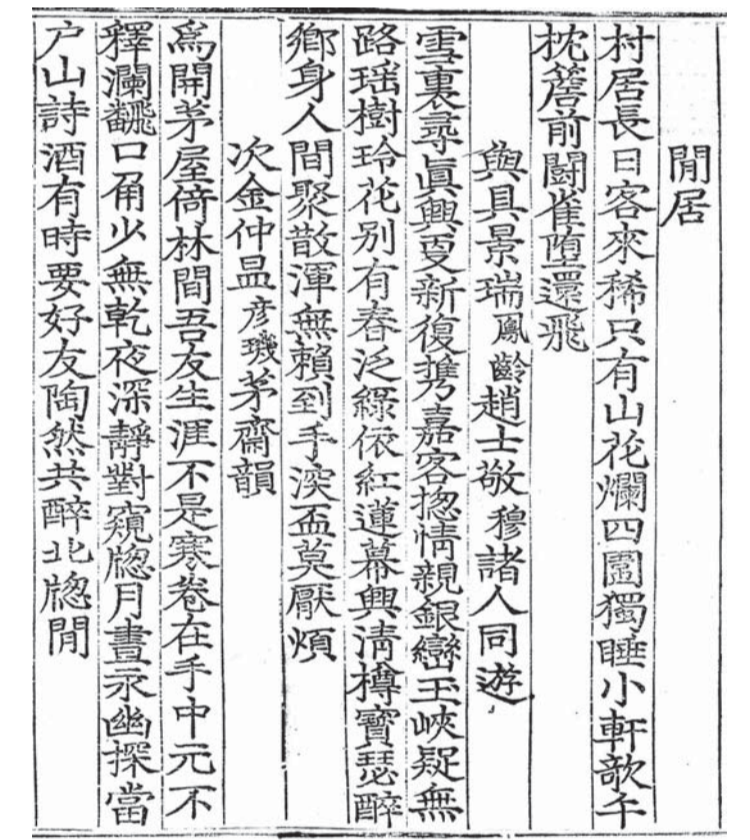 閒居
村居長日客來稀只有山花爛四圍獨睡小軒欹午
枕簷前闘雀墮還飛
與具景瑞鳳齡趙士敬穆諸人同遊
雪裏尋眞興更新復携嘉客揔情親銀巒玉峽疑無
路瑶樹玲花别有春泛綠依紅蓮幕興淸樽寶瑟醉
鄉身人間聚散渾無賴到手深盃莫厭頻
次金仲昷彦璣茅齋韻
爲開茅屋倚林間吾友生涯不是寒卷在手中元不
釋瀾飜口角少無乾夜深靜對窺牕月晝永幽探當
户山詩酒有時要好友陶然共醉北牕閒